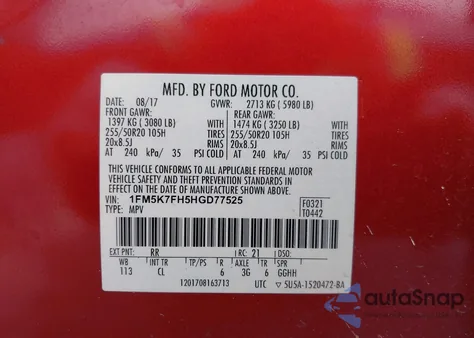 MFD. BY FORD MOTOR CO.
DATE: 08/17 GVWR: 2713 KG ( 5980 LB)
FRONT GAWR: REAR GAWR:
1397 KG ( 3080 LB) WITH 1474 KG ( 3250 LB) WITH
255/50R20 105H TIRES 255/50R20 105H TIRES
20x8.5J RIMS 20x8.5J RIMS
AT 240 kPa/ 35 PSI COLD AT 240 kPa/ 35 PSI COLD
THIS VEHICLE CONFORMS TO ALL APPLICABLE FEDERAL MOTOR
VEHICLE SAFETY AND THEFT PREVENTION STANDARDS IN
EFFECT ON THE DATE OF MANUFACTURE SHOWN ABOVE.
VIN: 1FM5K7FH5HGD77525 F0321
TYPE: MPV T0442
EXT PNT: RR RC: 21 DSO:
WB INT TR TP/PS R AXLE TR SPR
113 CL 6 3G 6 GGHH
1201708163713 UTC ▽ 5U5A-1520472-BA
autoSnap